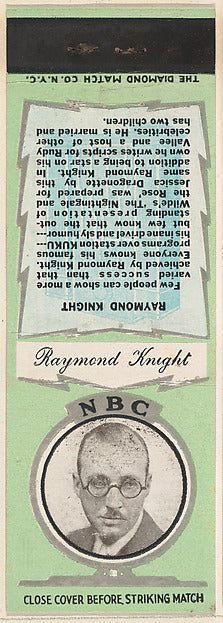 RAYMOND KNIGHT
Few people can show a more
varied success than that
achieved by Raymond Knight.
Everyone knows his famous
programs over station KUKU---
his and sly humor---
but few know that the out-
standing presentation of
Wilde's "The Nightingale and
the Rose" was prepared for
Jessica Dragonette by this
same Raymond Knight. In
addition to being a star on his
own he writes scripts for Rudy
Vallee and a host of other
celebrities. He is married and
has two children.
THE DIAMOND MATCH CO. N.Y.C.
Raymond Knight
NBC
CLOSE COVER BEFORE STRIKING MATCH